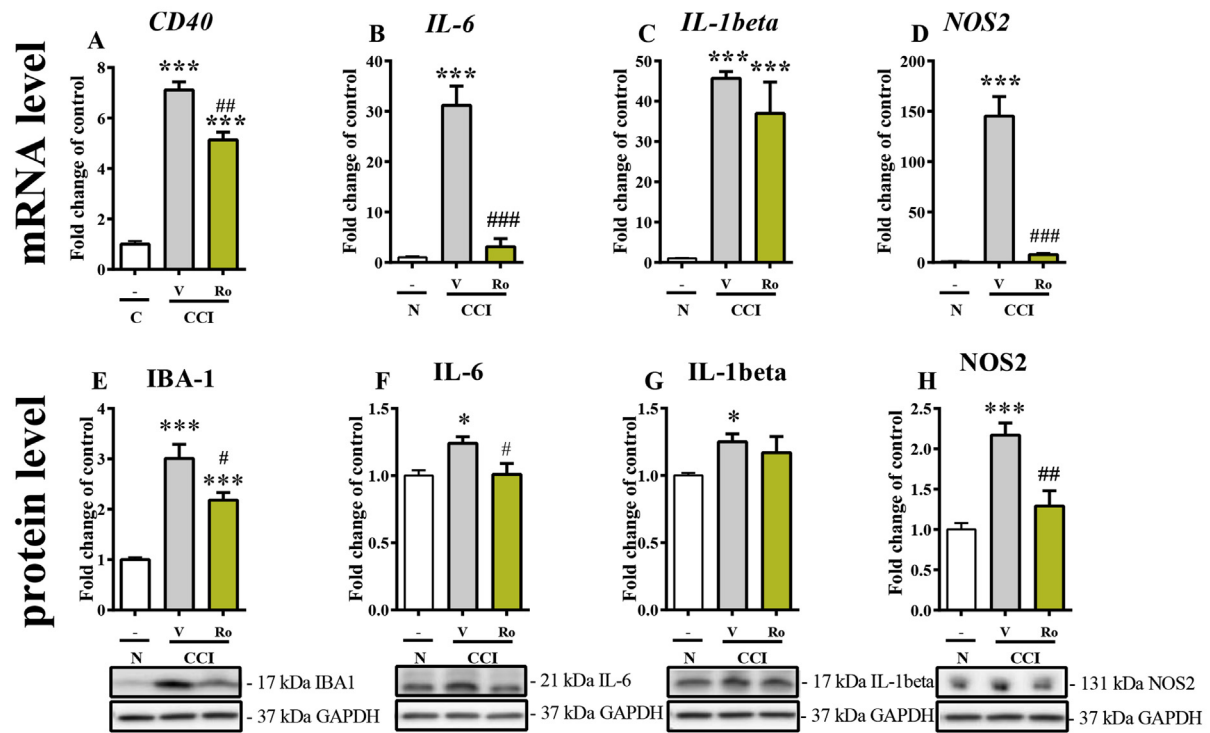 mRNA level
A
CD40
Fold change of control
8
6
4
2
0
***
##
***
-
V
Ro
C
CCI
B
IL-6
Fold change of control
40
30
20
10
0
***
###
-
V
Ro
N
CCI
C
IL-1beta
Fold change of control
50
40
30
20
10
0
***
***
-
V
Ro
N
CCI
D
NOS2
Fold change of control
200
150
100
50
0
***
###
-
V
Ro
N
CCI
protein level
E
IBA-1
Fold change of control
4
3
2
1
0
***
#
***
-
V
Ro
N
CCI
- 17 kDa IBA1
- 37 kDa GAPDH
F
IL-6
Fold change of control
1.5
1.0
0.5
0.0
*
#
-
V
Ro
N
CCI
- 21 kDa IL-6
- 37 kDa GAPDH
G
IL-1beta
Fold change of control
1.5
1.0
0.5
0.0
*
-
V
Ro
N
CCI
- 17 kDa IL-1beta
- 37 kDa GAPDH
H
NOS2
Fold change of control
2.5
2.0
1.5
1.0
0.5
0.0
***
##
-
V
Ro
N
CCI
- 131 kDa NOS2
- 37 kDa GAPDH